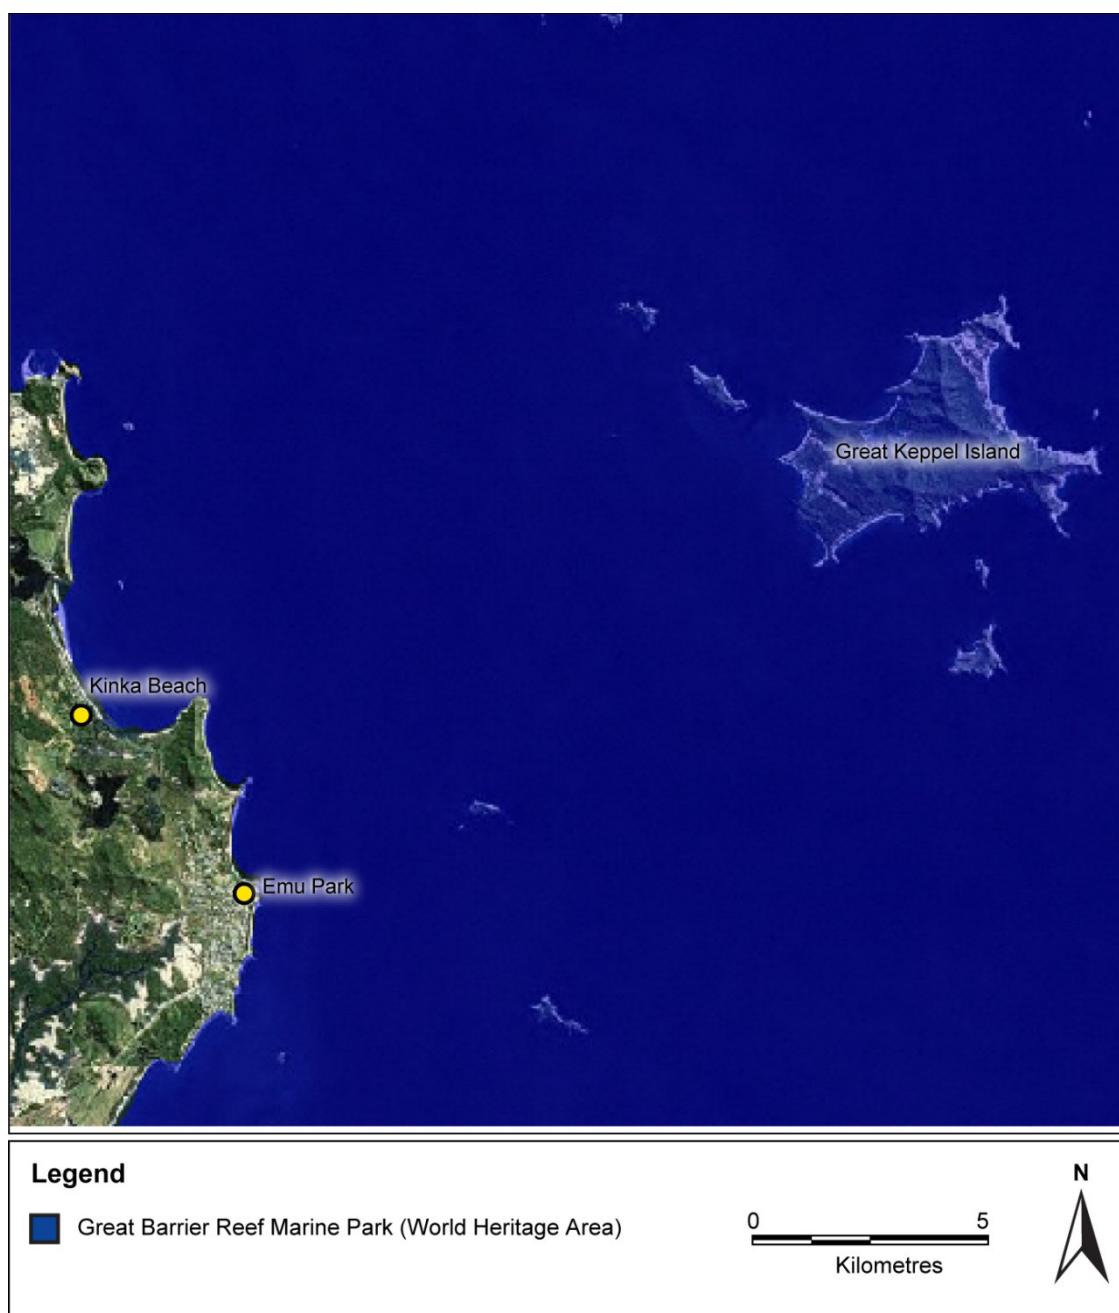 Great Keppel Island
Kinka Beach
Emu Park
Legend
Great Barrier Reef Marine Park (World Heritage Area)
0 5
Kilometres
N